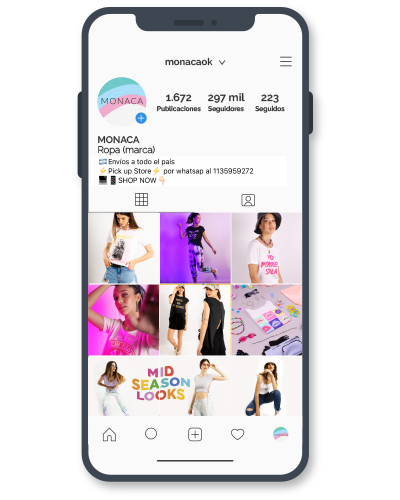 monacaok
MONACA
1.672 297 mil 223
Publicaciones Seguidores Seguidos
MONACA
Ropa (marca)
Envíos a todo el país
Pick up Store por whatsap al 1135959272
SHOP NOW
MID
SEASON
LOOKS